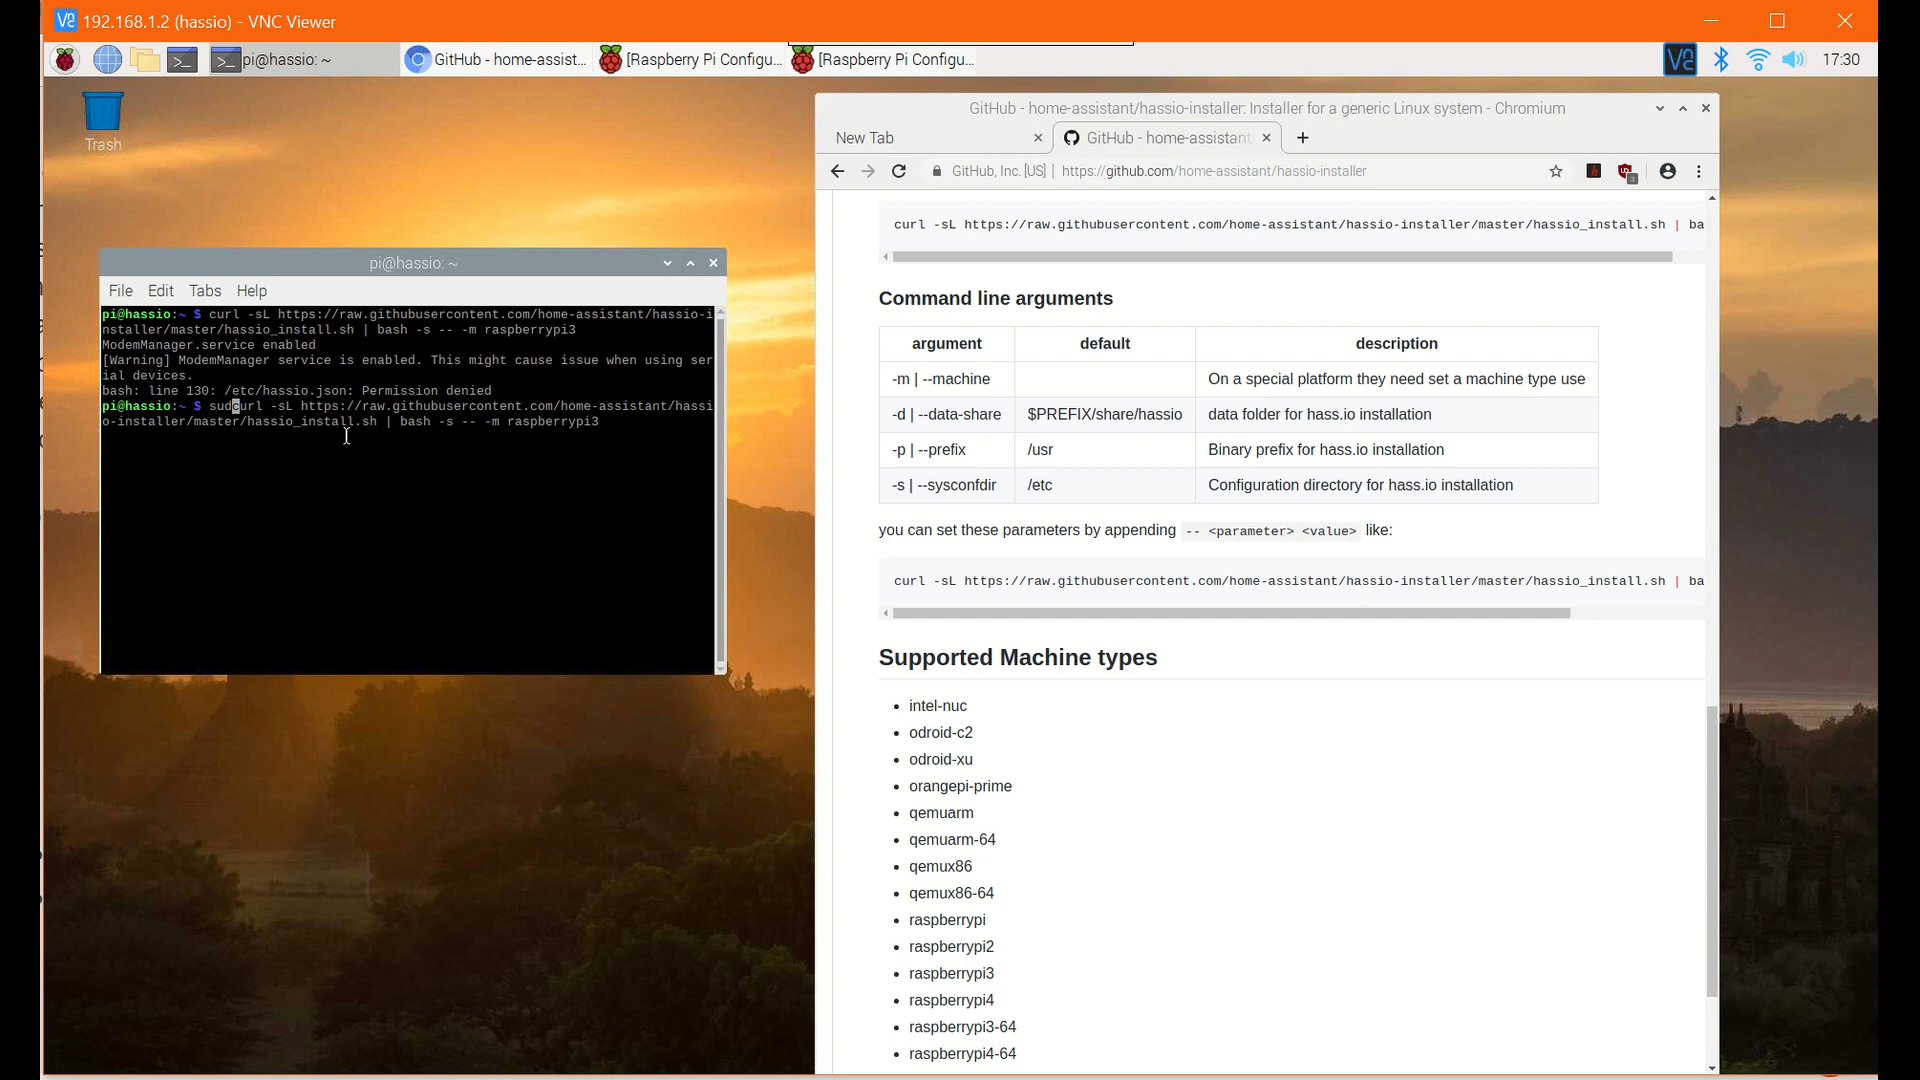 192.168.1.2 (hassio) - VNC Viewer
pi@hassio: ~
GitHub - home-assist...
[Raspberry Pi Configu...
[Raspberry Pi Configu...
17:30
Trash
pi@hassio: ~
File Edit Tabs Help
pi@hassio:~ $ curl -sL https://raw.githubusercontent.com/home-assistant/hassio-i
nstaller/master/hassio_install.sh | bash -s -- -m raspberrypi3
ModemManager.service enabled
[Warning] ModemManager service is enabled. This might cause issue when using ser
ial devices.
bash: line 130: /etc/hassio.json: Permission denied
pi@hassio:~ $ sudcurl -sL https://raw.githubusercontent.com/home-assistant/hassi
o-installer/master/hassio_install.sh | bash -s -- -m raspberrypi3
GitHub - home-assistant/hassio-installer: Installer for a generic Linux system - Chromium
New Tab
GitHub - home-assistant
GitHub, Inc. [US] | https://github.com/home-assistant/hassio-installer
3
curl -sL https://raw.githubusercontent.com/home-assistant/hassio-installer/master/hassio_install.sh | ba
Command line arguments
argument default description
-m | --machine On a special platform they need set a machine type use
-d | --data-share $PREFIX/share/hassio data folder for hass.io installation
-p | --prefix /usr Binary prefix for hass.io installation
-s | --sysconfdir /etc Configuration directory for hass.io installation
you can set these parameters by appending -- <parameter> <value> like:
curl -sL https://raw.githubusercontent.com/home-assistant/hassio-installer/master/hassio_install.sh | ba
Supported Machine types
intel-nuc
odroid-c2
odroid-xu
orangepi-prime
qemuarm
qemuarm-64
qemux86
qemux86-64
raspberrypi
raspberrypi2
raspberrypi3
raspberrypi4
raspberrypi3-64
raspberrypi4-64